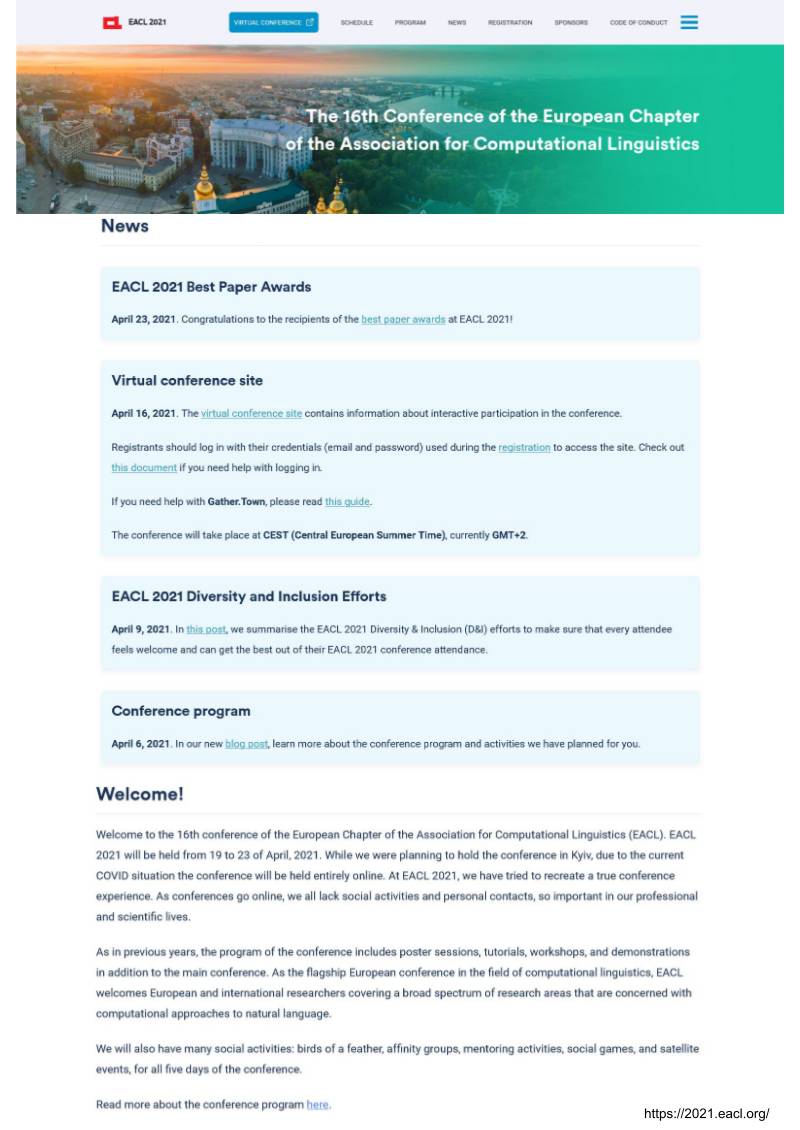 EACL 2021
VIRTUAL CONFERENCE
SCHEDULE
PROGRAM
NEWS
REGISTRATION
SPONSORS
CODE OF CONDUCT
The 16th Conference of the European Chapter
of the Association for Computational Linguistics
News
EACL 2021 Best Paper Awards
April 23, 2021. Congratulations to the recipients of the best paper awards at EACL 2021!
Virtual conference site
April 16, 2021. The virtual conference site contains information about interactive participation in the conference.
Registrants should log in with their credentials (email and password) used during the registration to access the site. Check out
this document if you need help with logging in.
If you need help with Gather.Town, please read this guide.
The conference will take place at CEST (Central European Summer Time), currently GMT+2.
EACL 2021 Diversity and Inclusion Efforts
April 9, 2021. In this post, we summarise the EACL 2021 Diversity & Inclusion (D&I) efforts to make sure that every attendee
feels welcome and can get the best out of their EACL 2021 conference attendance.
Conference program
April 6, 2021. In our new blog post, learn more about the conference program and activities we have planned for you.
Welcome!
Welcome to the 16th conference of the European Chapter of the Association for Computational Linguistics (EACL). EACL
2021 will be held from 19 to 23 of April, 2021. While we were planning to hold the conference in Kyiv, due to the current
COVID situation the conference will be held entirely online. At EACL 2021, we have tried to recreate a true conference
experience. As conferences go online, we all lack social activities and personal contacts, so important in our professional
and scientific lives.
As in previous years, the program of the conference includes poster sessions, tutorials, workshops, and demonstrations
in addition to the main conference. As the flagship European conference in the field of computational linguistics, EACL
welcomes European and international researchers covering a broad spectrum of research areas that are concerned with
computational approaches to natural language.
We will also have many social activities: birds of a feather, affinity groups, mentoring activities, social games, and satellite
events, for all five days of the conference.
Read more about the conference program here.
https://2021.eacl.org/